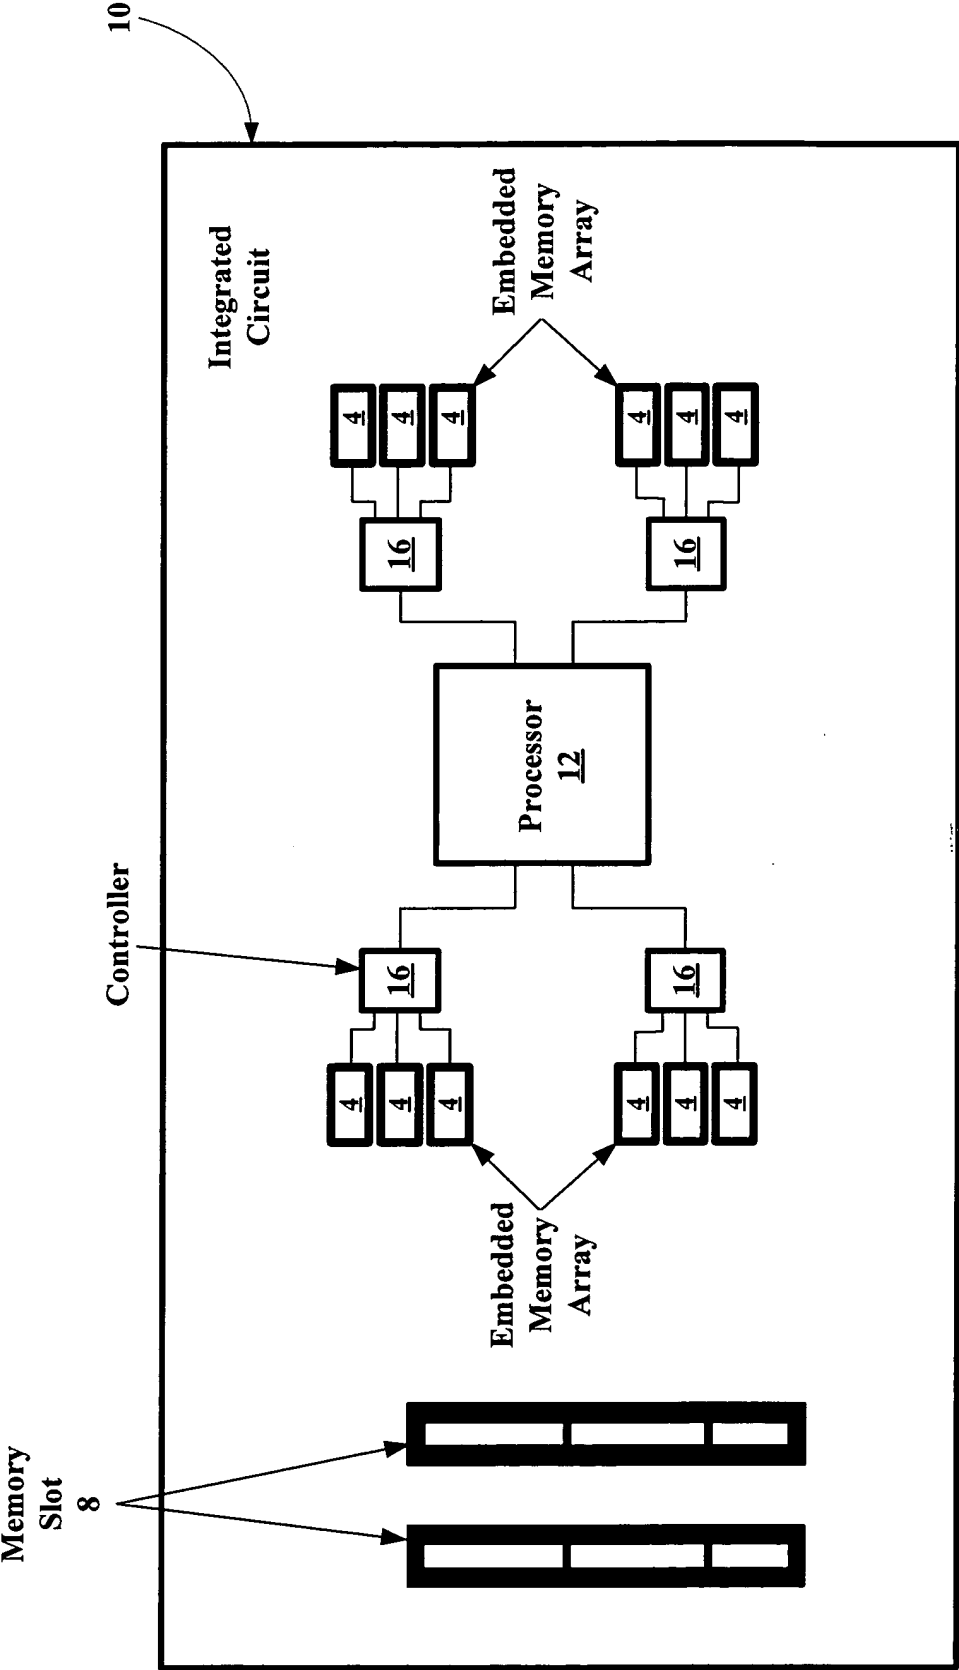 Memory
Slot
8
Controller
10
Integrated
Circuit
4
4
4
16
16
4
4
4
Embedded
Memory
Array
Processor
12
4
4
4
16
16
4
4
4
Embedded
Memory
Array